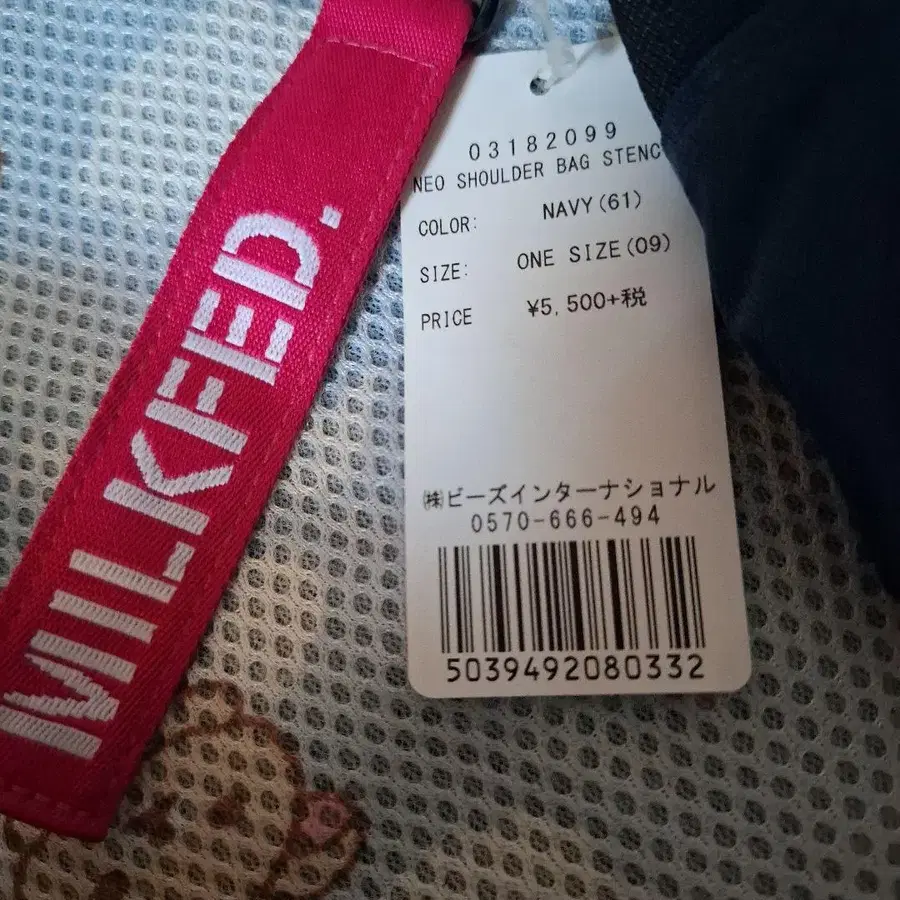 MILKFED.
03182099
NEO SHOULDER BAG STENC
COLOR: NAVY(61)
SIZE: ONE SIZE(09)
PRICE ¥5,500+税
㈱ビーズインターナショナル
0570-666-494
5039492080332